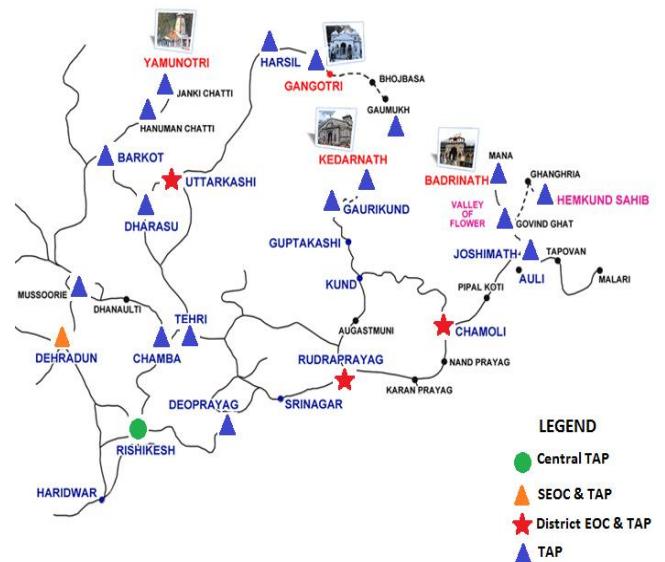 YAMUNOTRI
JANKI CHATTI
HANUMAN CHATTI
BARKOT
HARSIL
GANGOTRI
BHOJBASA
GAUMUKH
UTTARKASHI
DHARASU
KEDARNATH
GAURIKUND
GUPTAKASHI
KUND
BADRINATH
MANA
GHANGHRIA
HEMKUND SAHIB
VALLEY
OF
FLOWER
GOVIND GHAT
JOSHIMATH
TAPOVAN
AULI
MALARI
PIPAL KOTI
MUSSOORIE
DHANAULTI
TEHRI
AUGASTMUNI
CHAMOLI
DEHRADUN
CHAMBA
RUDRAPRAYAG
NAND PRAYAG
KARAN PRAYAG
DEOPRAYAG
SRINAGAR
RISHIKESH
HARIDWAR
LEGEND
Central TAP
SEOC & TAP
District EOC & TAP
TAP